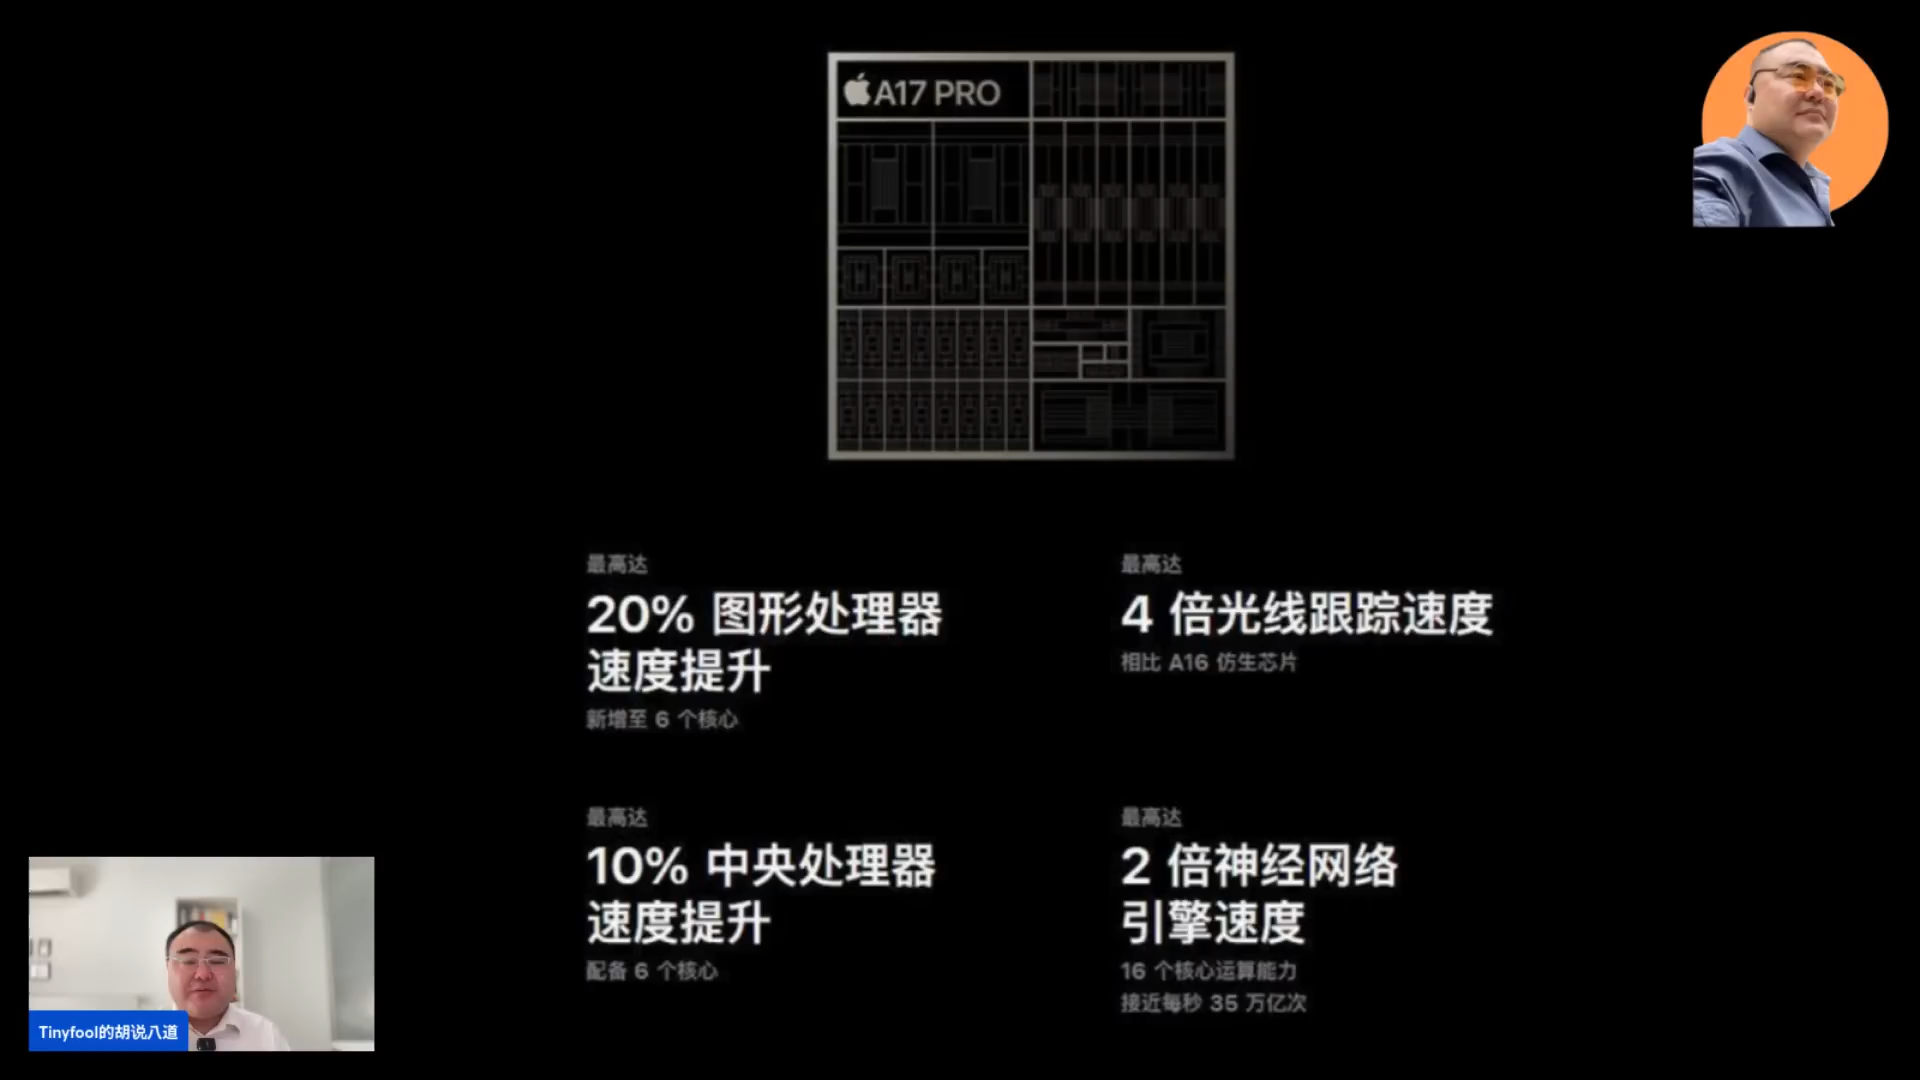 A17 PRO
最高达
20% 图形处理器
速度提升
新增至 6 个核心
最高达
4 倍光线跟踪速度
相比 A16 仿生芯片
最高达
10% 中央处理器
速度提升
配备 6 个核心
最高达
2 倍神经网络
引擎速度
16 个核心运算能力
接近每秒 35 万亿次
Tinyfool的胡说八道